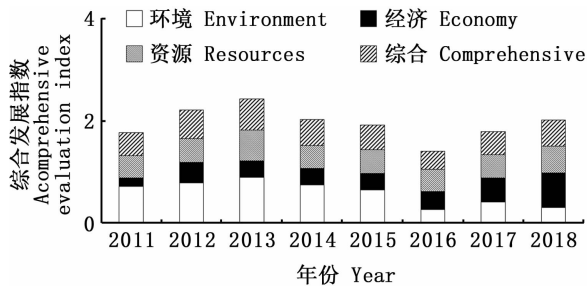 4
环境 Environment
经济 Economy
资源 Resources
综合 Comprehensive
综合发展指数
Acomprehensive
evaluation index
2
0
2011 2012 2013 2014 2015 2016 2017 2018
年份 Year